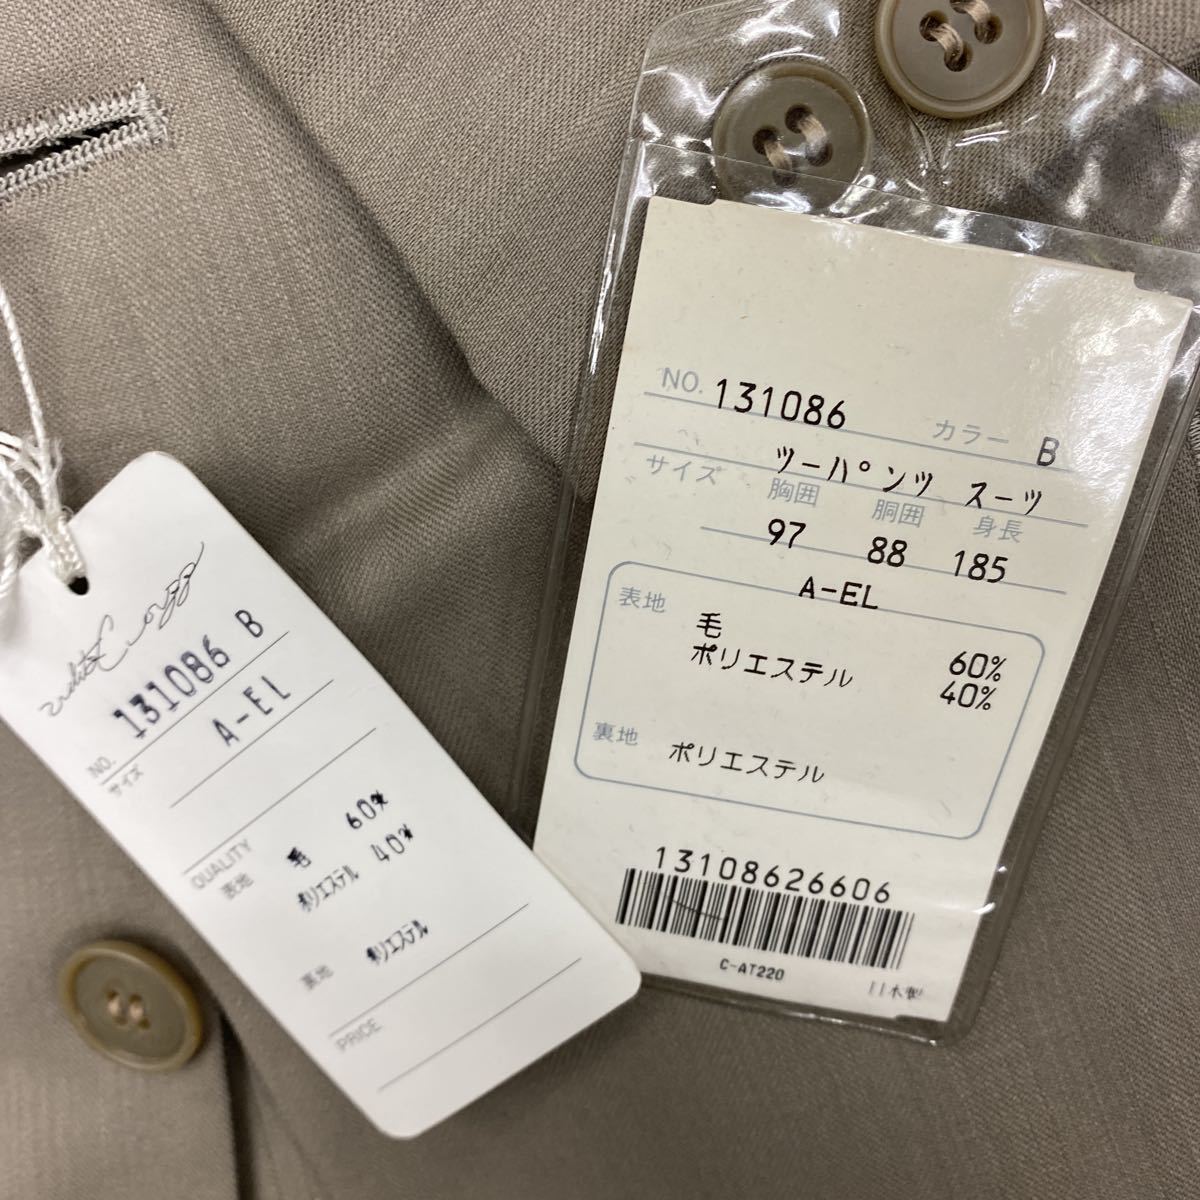 NO. 131086 B
サイズ A-EL
QUALITY
表地 毛 60%
ポリエステル 40%
裏地 ポリエステル
PRICE
NO. 131086 カラー B
ツーパンツ スーツ
サイズ 胸囲 胴囲 身長
97 88 185
A-EL
表地
毛 60%
ポリエステル 40%
裏地
ポリエステル
13108626606
C-AT220
日本製